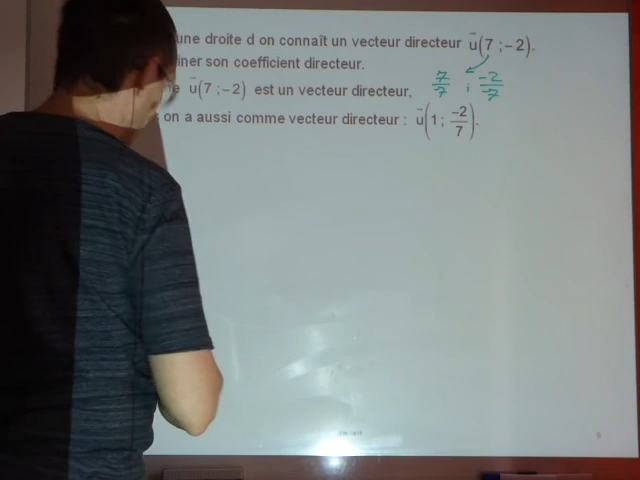 une droite d on connaît un vecteur directeur u(7 ;-2).
iner son coefficient directeur.
u(7 ;-2) est un vecteur directeur,
7/7 ; -2/-7
on a aussi comme vecteur directeur : u(1 ; -2/7).
9